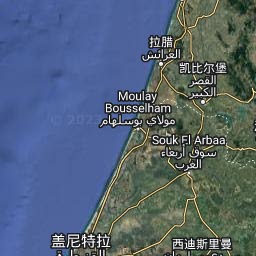 拉腊
العرائش
凯比尔堡
القصر
الكبير
Moulay
Bousselham
مولاي بوسلهام
Souk El Arbaa
سوق أربعاء
الغرب
盖尼特拉
西迪斯里曼